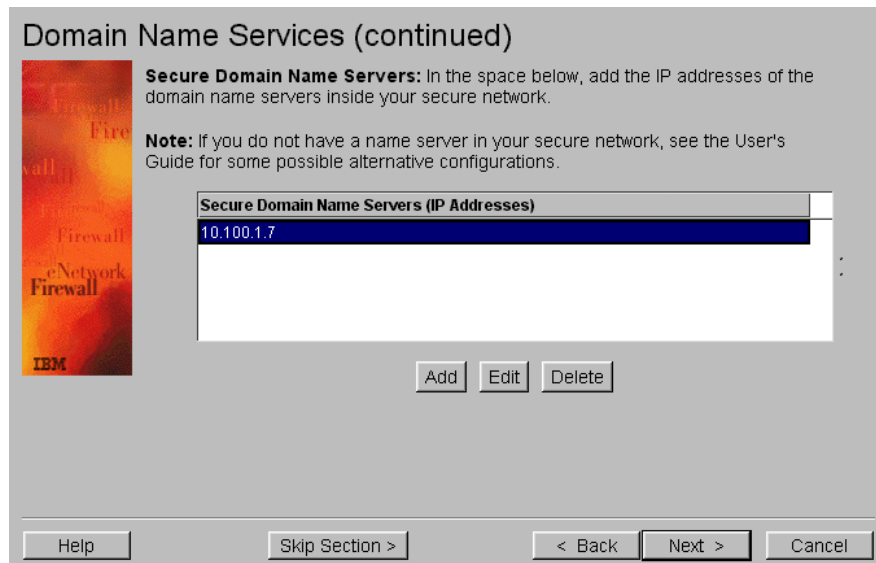 Domain Name Services (continued)
Secure Domain Name Servers: In the space below, add the IP addresses of the
domain name servers inside your secure network.
Note: If you do not have a name server in your secure network, see the User's
Guide for some possible alternative configurations.
Firewall
Fire
wall
Firewall
eNetwork
Firewall
IBM
Secure Domain Name Servers (IP Addresses)
10.100.1.7
Add Edit Delete
Help Skip Section > < Back Next > Cancel